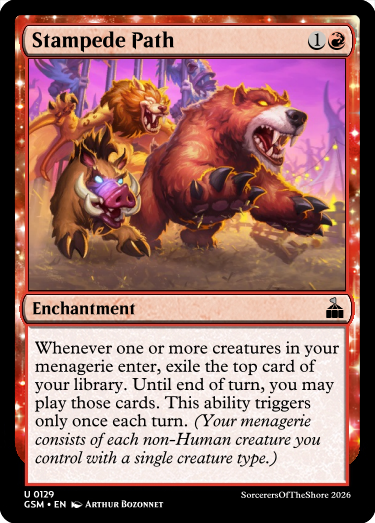 Stampede Path 1
Enchantment
Whenever one or more creatures in your
menagerie enter, exile the top card of
your library. Until end of turn, you may
play those cards. This ability triggers
only once each turn. (Your menagerie
consists of each non-Human creature you
control with a single creature type.)
U 0129
GSM • EN Arthur Bozonnet
SorcerersOfTheShore 2026